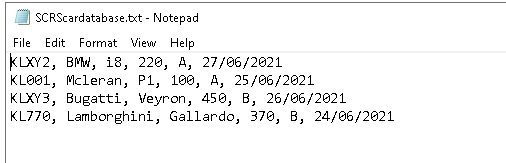 SCRScardatabase.txt - Notepad
File Edit Format View Help
KLXY2, BMW, i8, 220, A, 27/06/2021
KL001, Mcleran, P1, 100, A, 25/06/2021
KLXY3, Bugatti, Veyron, 450, B, 26/06/2021
KL770, Lamborghini, Gallardo, 370, B, 24/06/2021